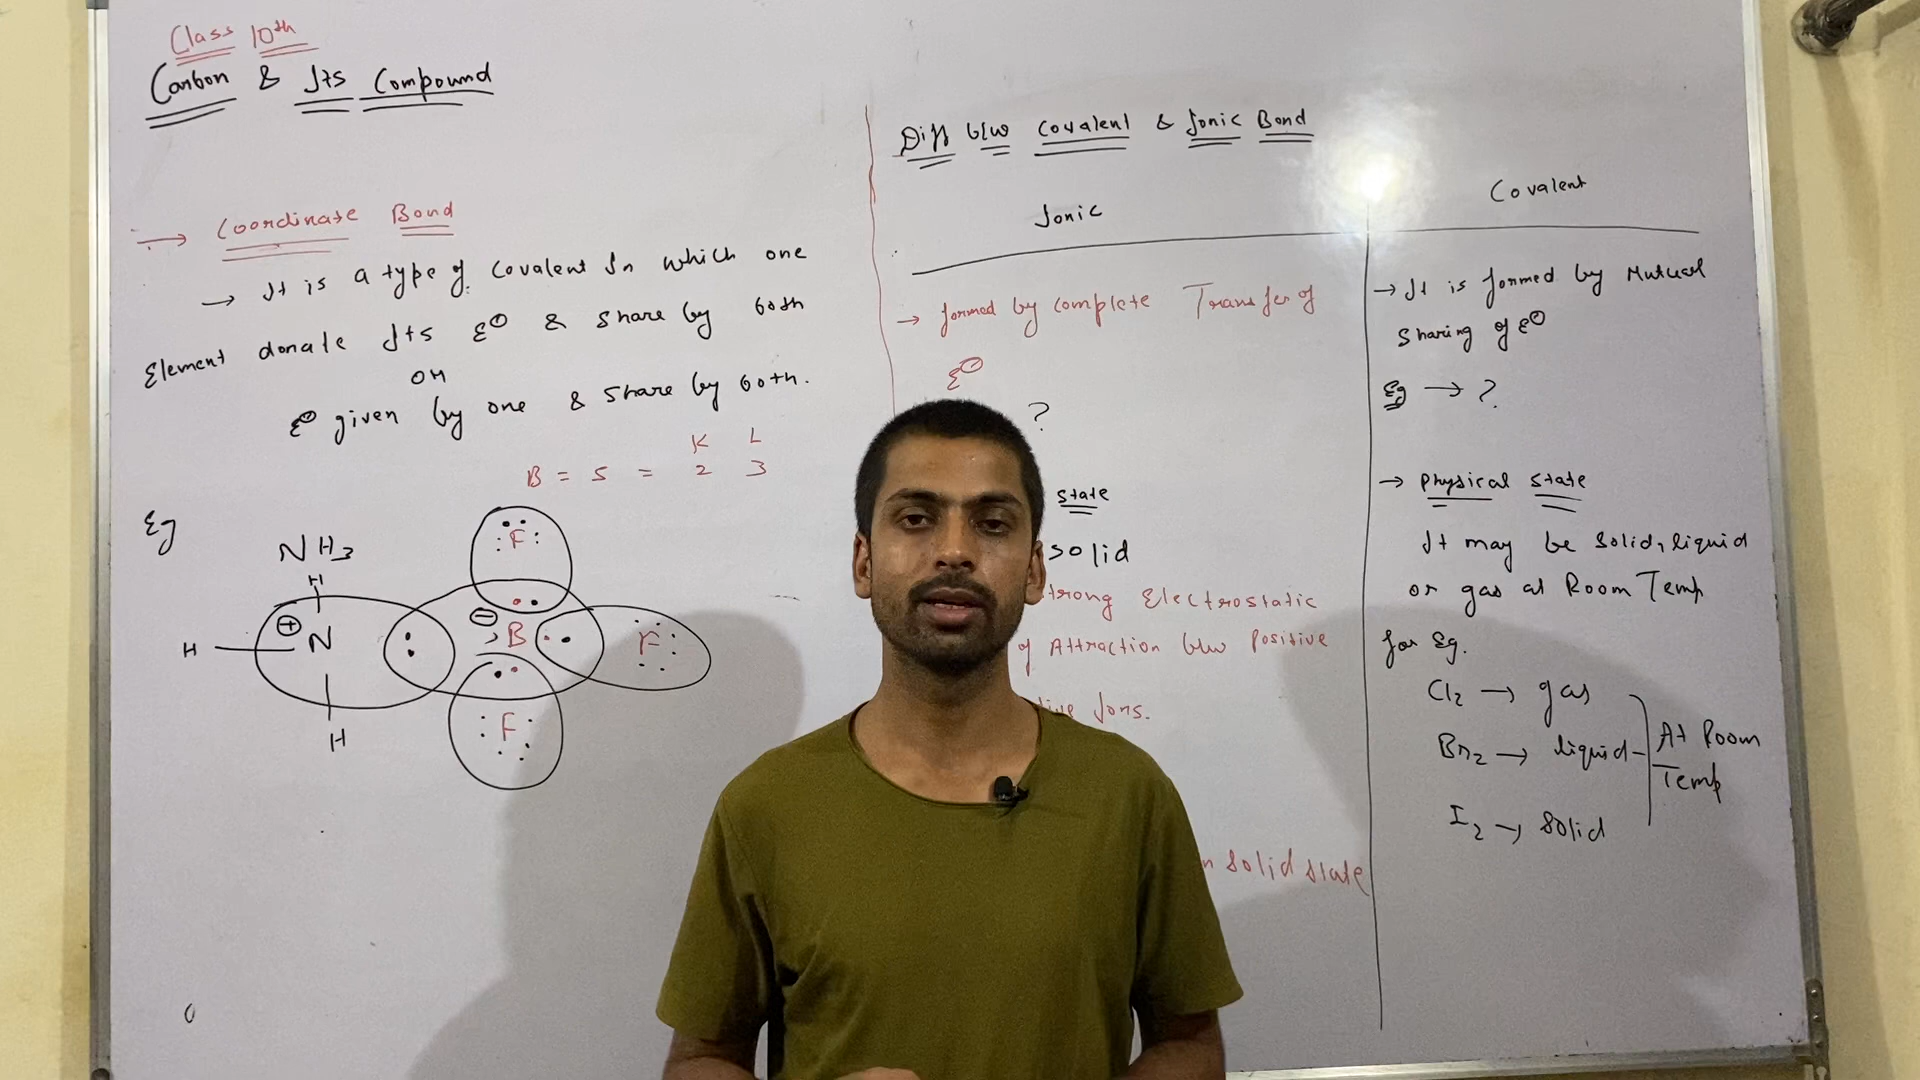 Class 10th
Carbon & Its Compound
→ Coordinate Bond
→ It is a type of Covalent In which one
Element donate Its e⊖ & share by both
OR
e⊖ given by one & share by both.
K L
B = 5 = 2 3
Eg
NH3
H
H N ⊕
H
⊖ B
F
F
F
Diff b/w Covalent & Ionic Bond
Ionic
→ formed by complete Transfer of
e⊖
?
state
solid
trong Electrostatic
of Attraction b/w Positive
tive Ions.
n solid state
Covalent
→ It is formed by Mutual
Sharing of e⊖
Eg → ?
→ Physical State
It may be Solid, liquid
or gas at Room Temp
for Eg.
Cl2 → gas
Br2 → liquid
I2 → Solid
At Room
Temp